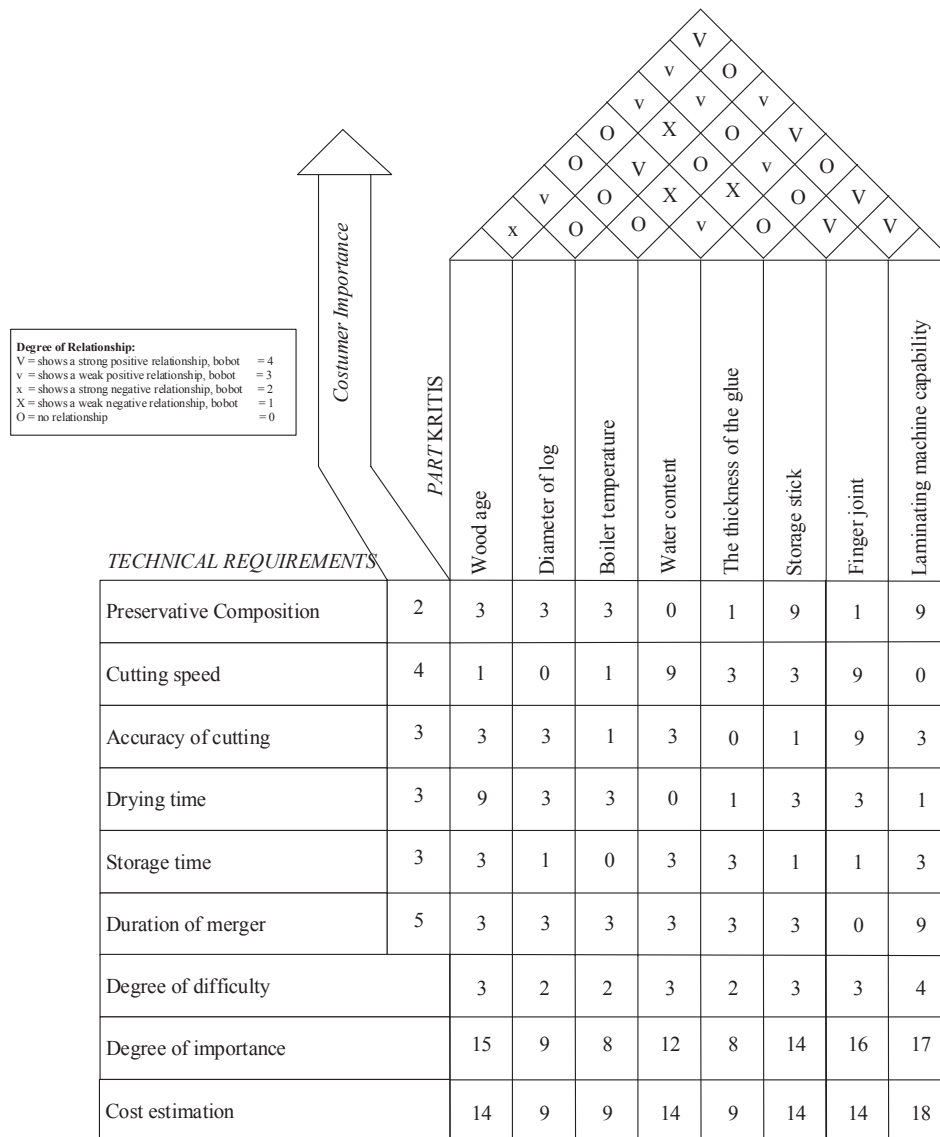 V
v O
v v v
O X O V
O V O v O
v O X X O V
x O O v O V V
Costumer Importance
Degree of Relationship:
V = shows a strong positive relationship, bobot = 4
v = shows a weak positive relationship, bobot = 3
x = shows a strong negative relationship, bobot = 2
X = shows a weak negative relationship, bobot = 1
O = no relationship =0
PART KRITIS
Wood age
Diameter of log
Boiler temperature
Water content
The thickness of the glue
Storage stick
Finger joint
Laminating machine capability
TECHNICAL REQUIREMENTS
Preservative Composition 2 3 3 3 0 1 9 1 9
Cutting speed 4 1 0 1 9 3 3 9 0
Accuracy of cutting 3 3 3 1 3 0 1 9 3
Drying time 3 9 3 3 0 1 3 3 1
Storage time 3 3 1 0 3 3 1 1 3
Duration of merger 5 3 3 3 3 3 3 0 9
Degree of difficulty 3 2 2 3 2 3 3 4
Degree of importance 15 9 8 12 8 14 16 17
Cost estimation 14 9 9 14 9 14 14 18